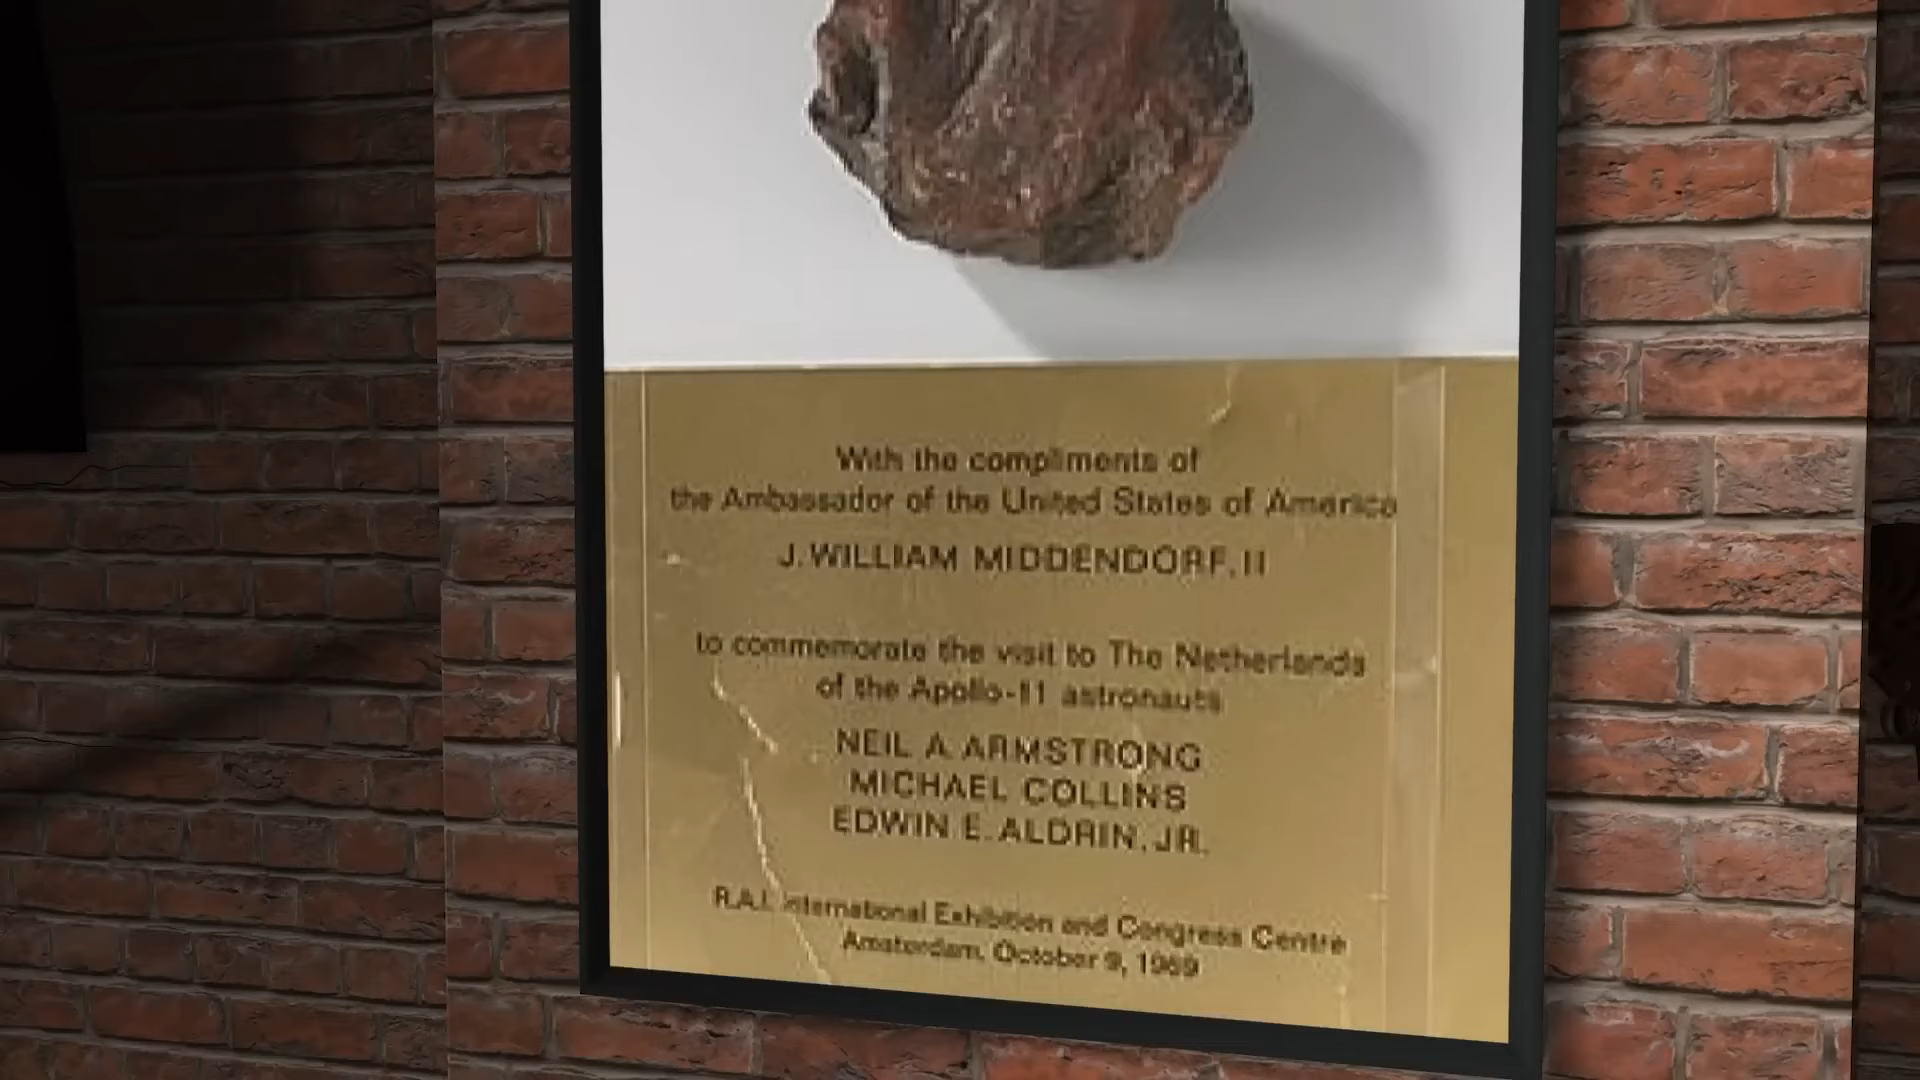 With the compliments of
the Ambassador of the United States of America
J. WILLIAM MIDDENDORF, II
to commemorate the visit to The Netherlands
of the Apollo-11 astronauts
NEIL A. ARMSTRONG
MICHAEL COLLINS
EDWIN E. ALDRIN, JR.
R.A.I. International Exhibition and Congress Centre
Amsterdam, October 9, 1969